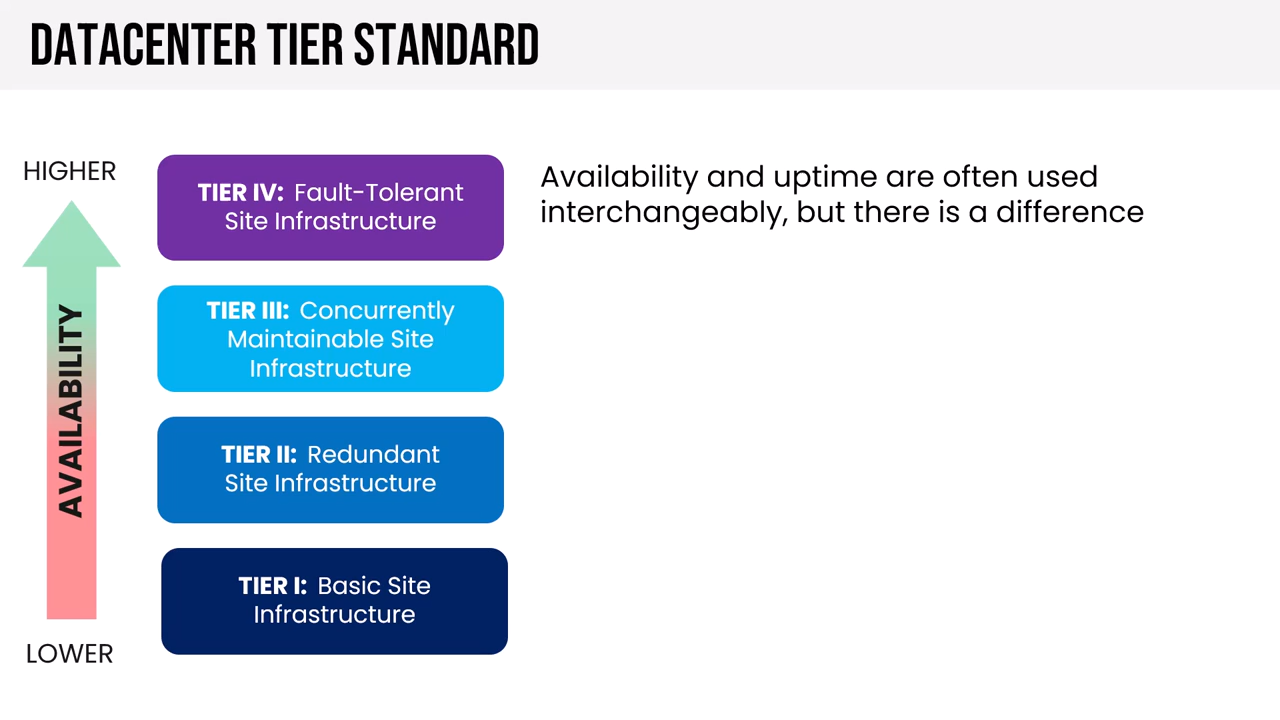 DATACENTER TIER STANDARD
HIGHER
TIER IV: Fault-Tolerant
Site Infrastructure
Availability and uptime are often used
interchangeably, but there is a difference
TIER III: Concurrently
Maintainable Site
Infrastructure
AVAILABILITY
TIER II: Redundant
Site Infrastructure
TIER I: Basic Site
Infrastructure
LOWER